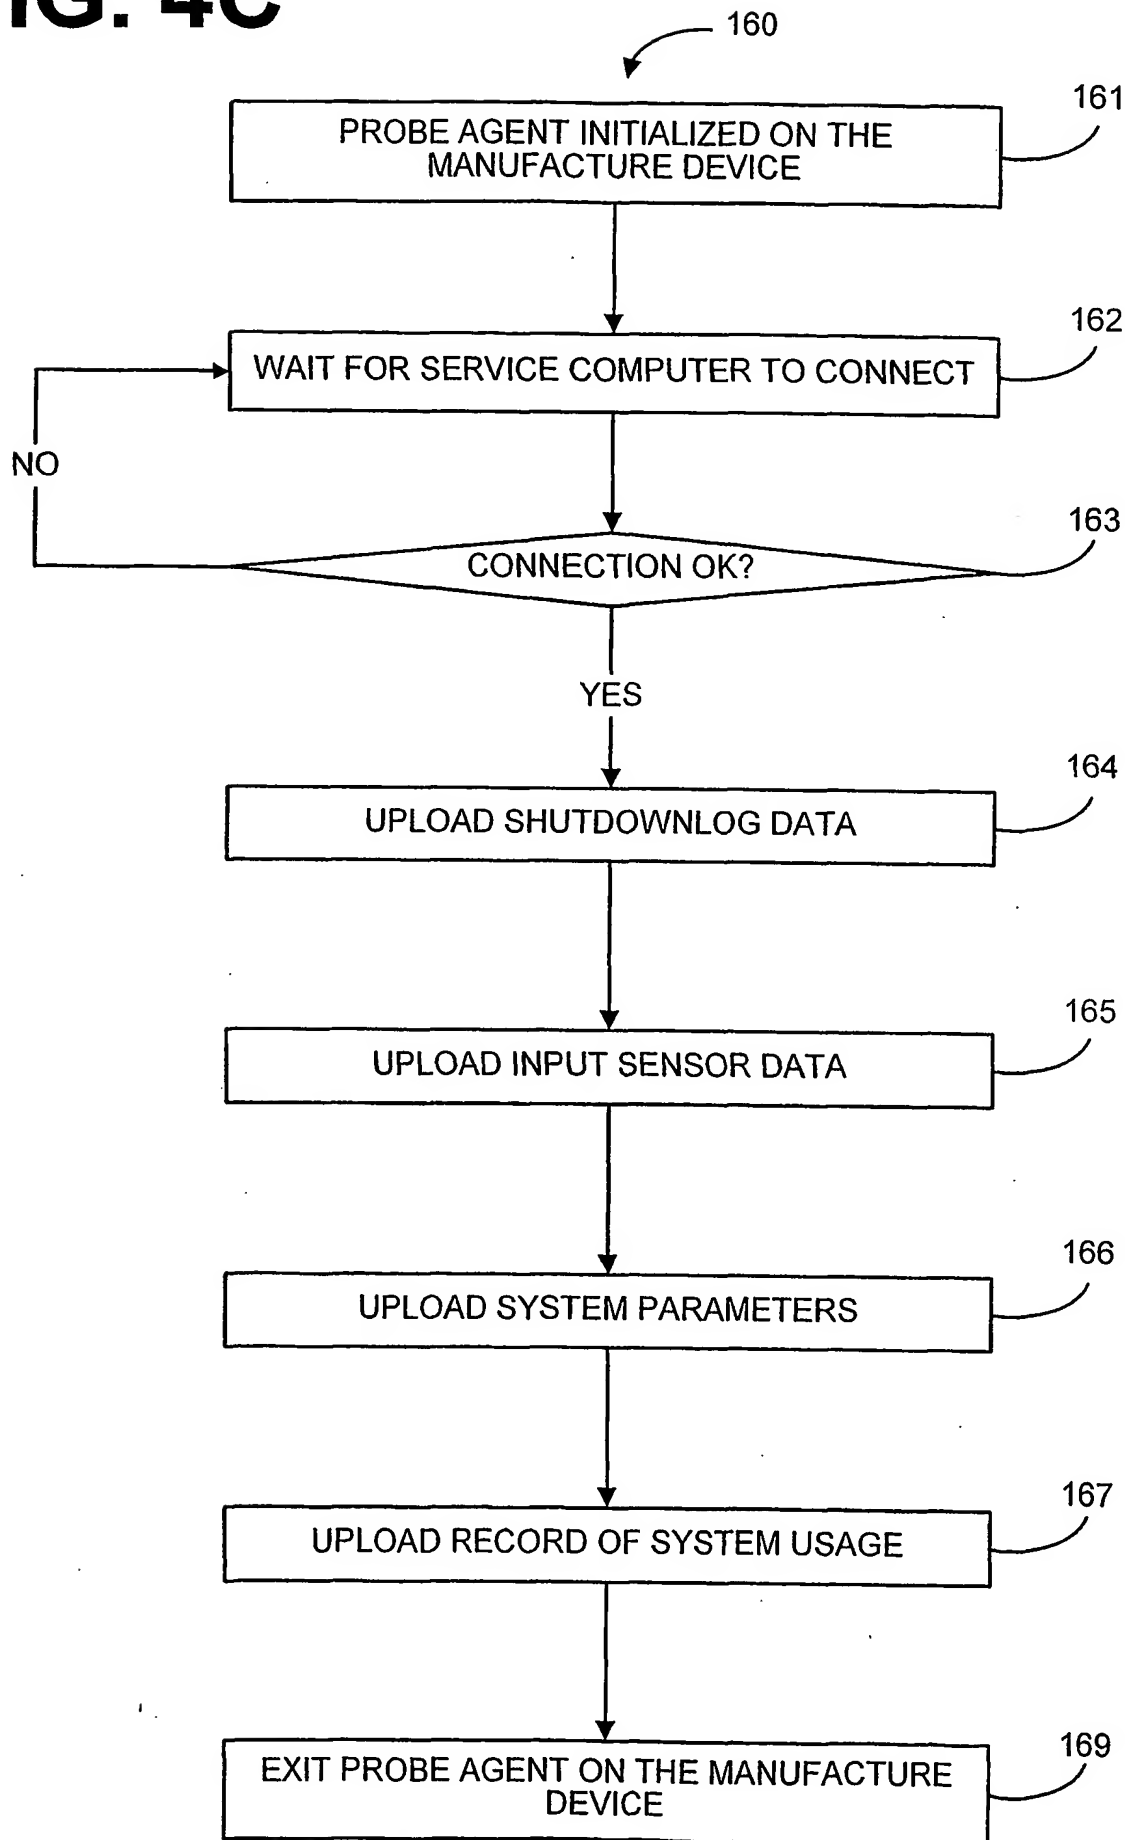 IG. 4C
160
161
PROBE AGENT INITIALIZED ON THE
MANUFACTURE DEVICE
162
WAIT FOR SERVICE COMPUTER TO CONNECT
NO
163
CONNECTION OK?
YES
164
UPLOAD SHUTDOWNLOG DATA
165
UPLOAD INPUT SENSOR DATA
166
UPLOAD SYSTEM PARAMETERS
167
UPLOAD RECORD OF SYSTEM USAGE
169
EXIT PROBE AGENT ON THE MANUFACTURE
DEVICE